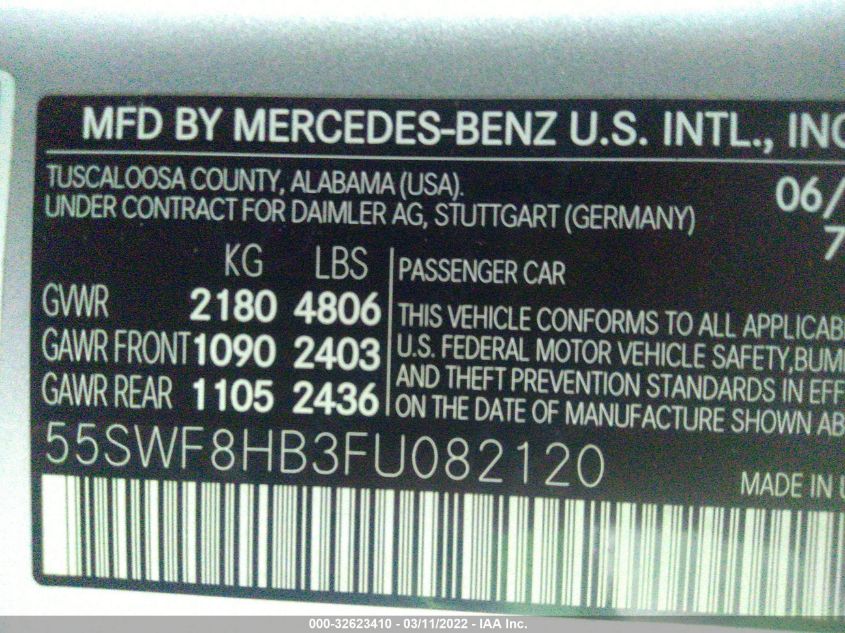 MFD BY MERCEDES-BENZ U.S. INTL., INC
TUSCALOOSA COUNTY, ALABAMA (USA).
06/
UNDER CONTRACT FOR DAIMLER AG, STUTTGART (GERMANY)
7
KG LBS
PASSENGER CAR
GVWR 2180 4806
GAWR FRONT 1090 2403
GAWR REAR 1105 2436
THIS VEHICLE CONFORMS TO ALL APPLICAB
U.S. FEDERAL MOTOR VEHICLE SAFETY, BUM
AND THEFT PREVENTION STANDARDS IN EFF
ON THE DATE OF MANUFACTURE SHOWN AB
55SWF8HB3FU082120
MADE IN U
000-32623410 - 03/11/2022 - IAA Inc.